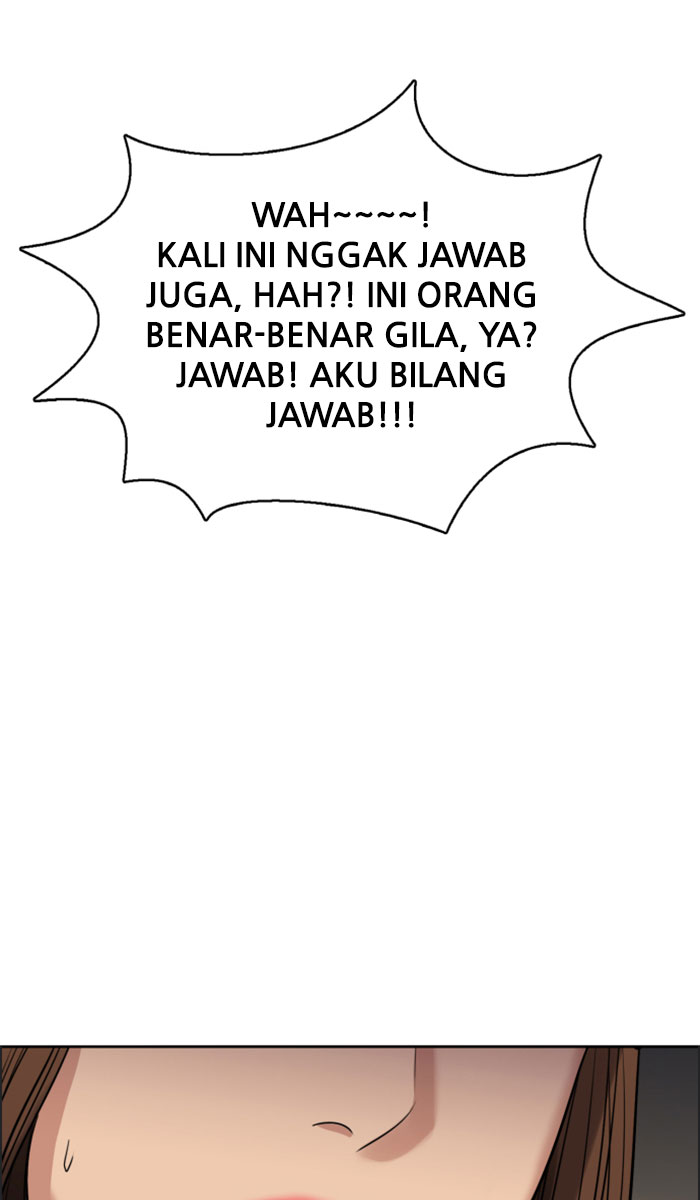 WAH~~~~!
KALI INI NGGAK JAWAB
JUGA, HAH?! INI ORANG
BENAR-BENAR GILA, YA?
JAWAB! AKU BILANG
JAWAB!!!